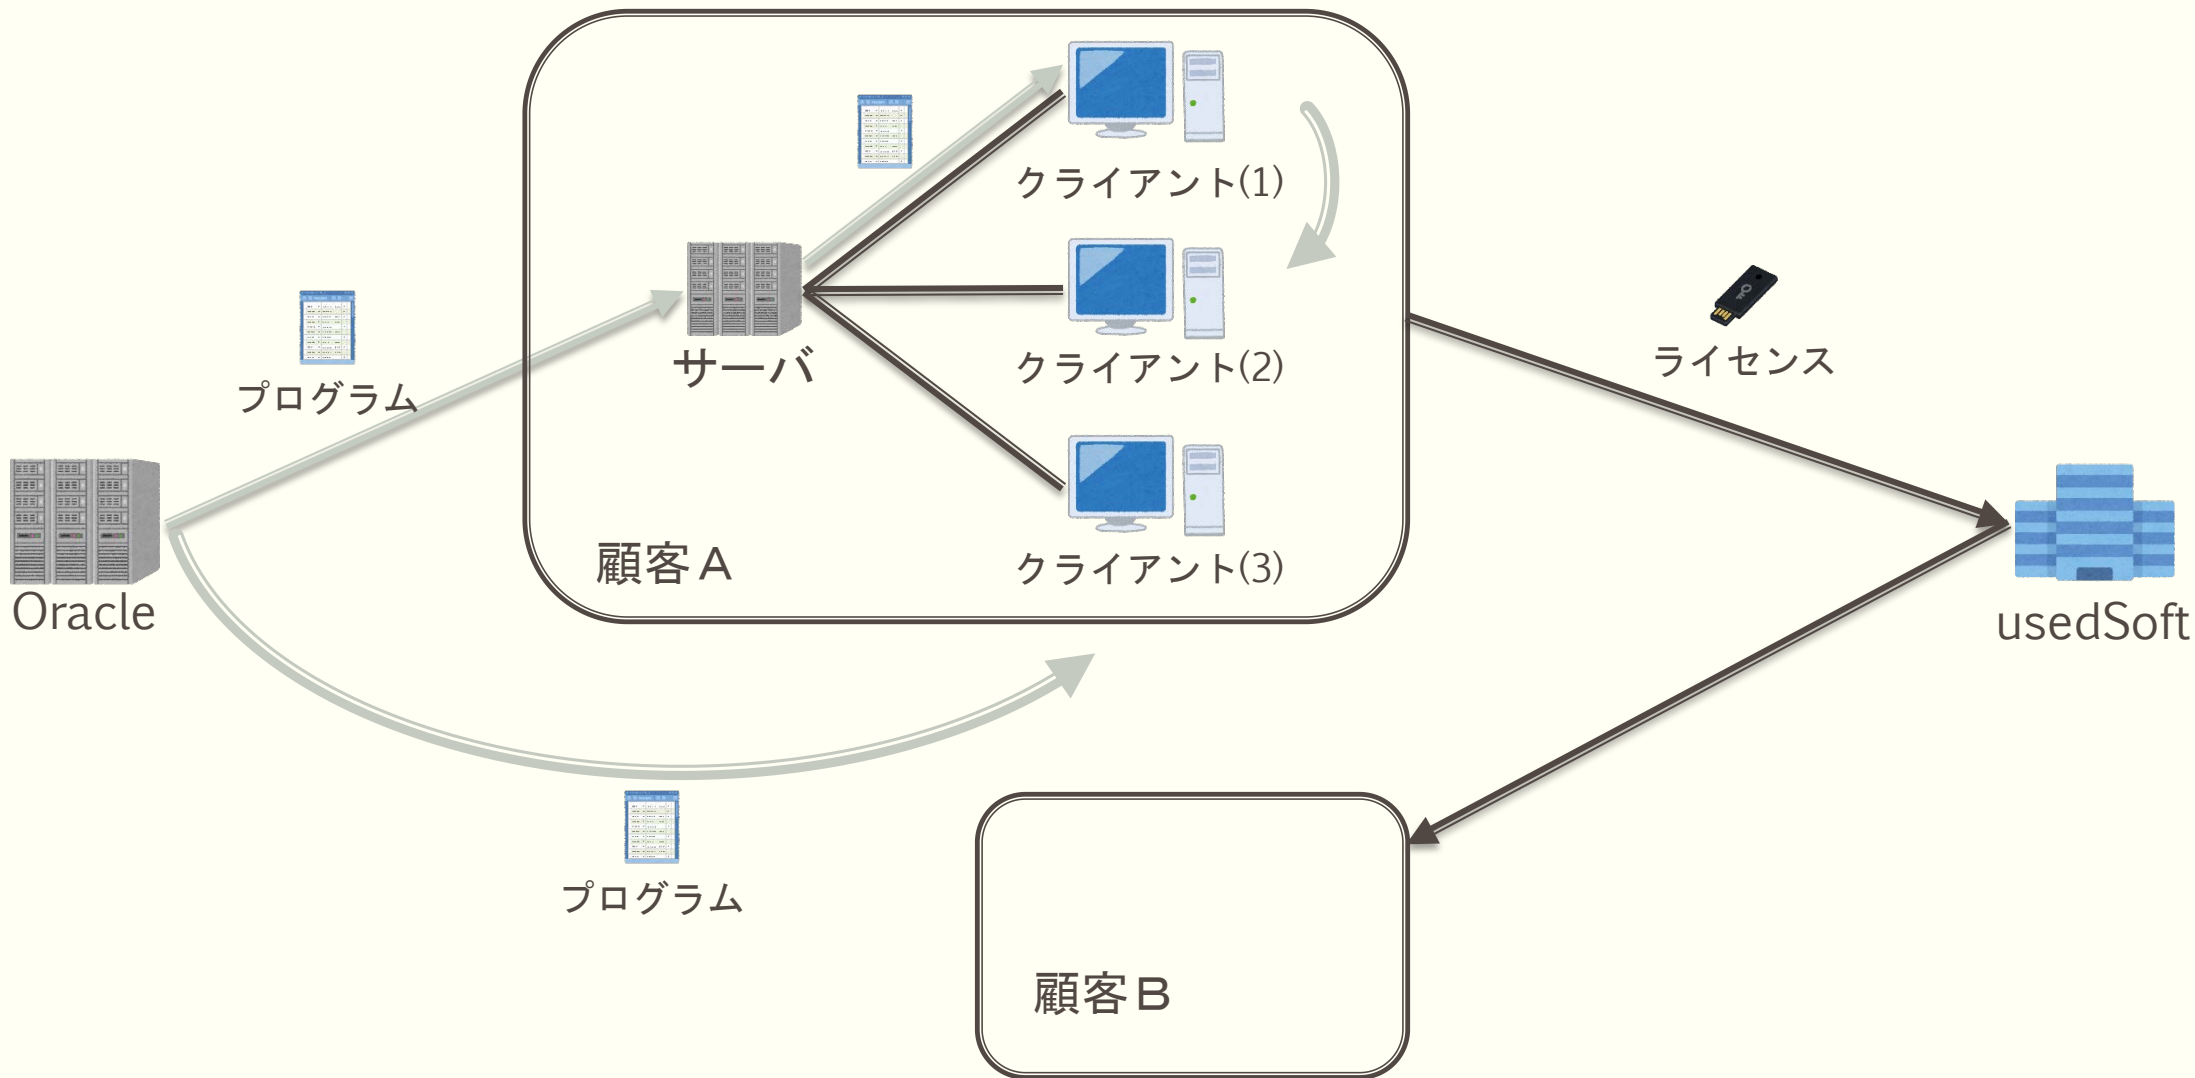 クライアント(1)
ライセンス
サーバ
クライアント(2)
プログラム
顧客A
クライアント(3)
Oracle
usedSoft
プログラム
顧客B